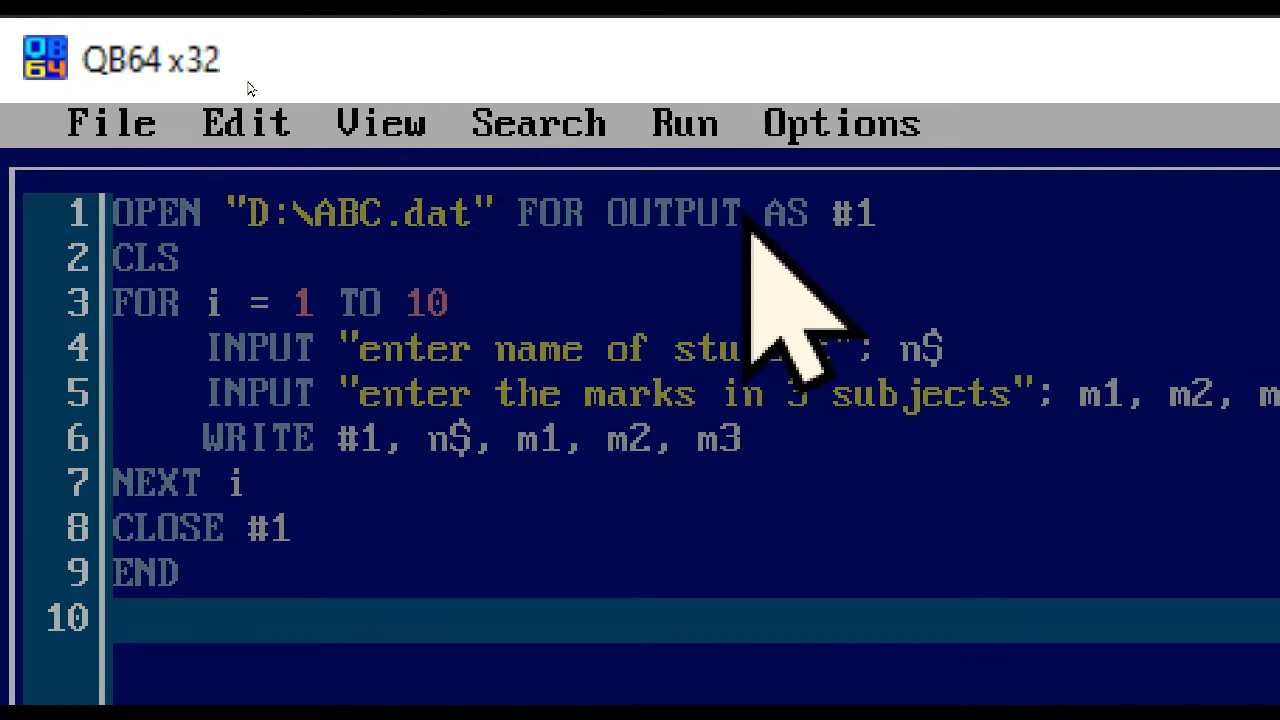 QB64 x32
File Edit View Search Run Options
1 OPEN "D:\ABC.dat" FOR OUTPUT AS #1
2 CLS
3 FOR i = 1 TO 10
4 INPUT "enter name of stu "; n$
5 INPUT "enter the marks in 3 subjects"; m1, m2, m
6 WRITE #1, n$, m1, m2, m3
7 NEXT i
8 CLOSE #1
9 END
10